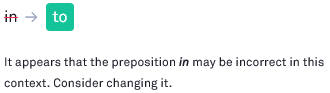 in → to
It appears that the preposition in may be incorrect in this
context. Consider changing it.